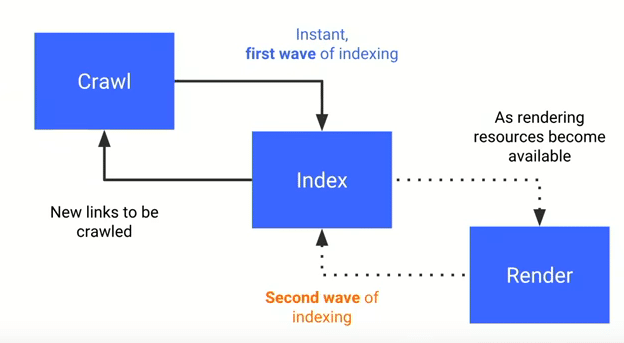 Instant,
first wave of indexing
Crawl
As rendering
resources become
available
Index
New links to be
crawled
Render
Second wave of
indexing